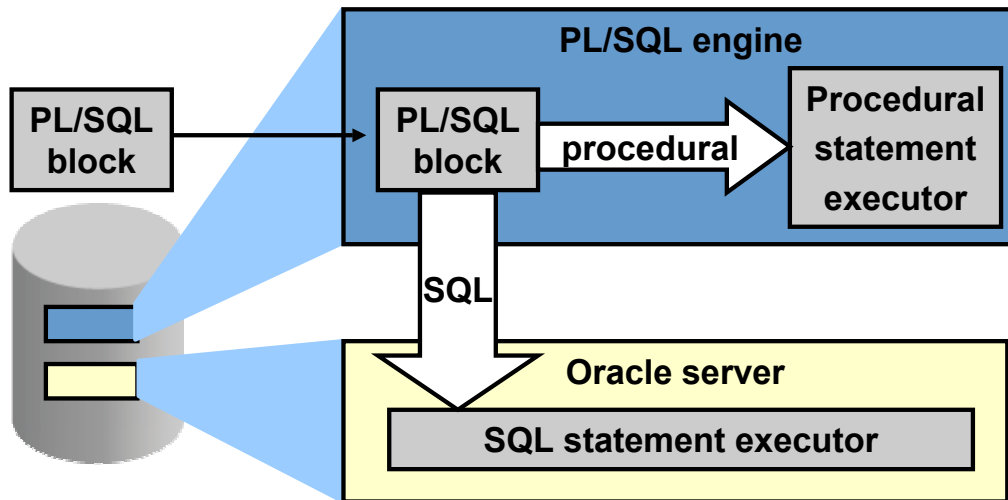 PL/SQL engine
PL/SQL
block
PL/SQL
block
procedural
Procedural
statement
executor
SQL
Oracle server
SQL statement executor